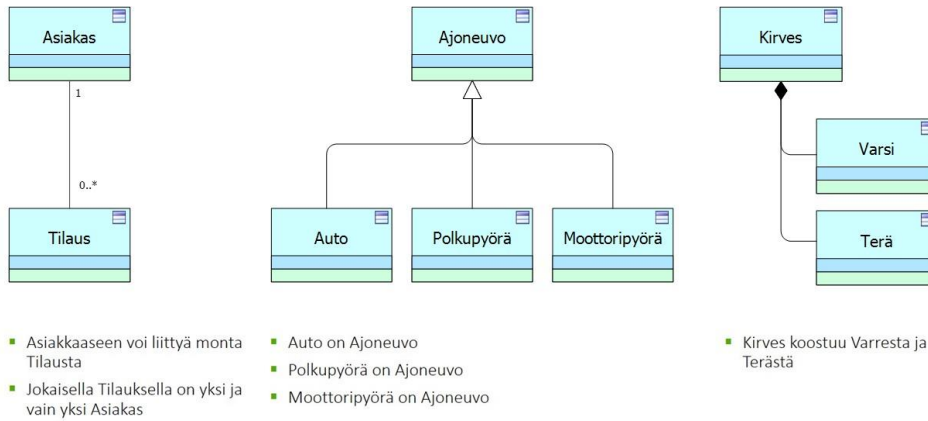 Asiakas
1
0..*
Tilaus
Ajoneuvo
Auto
Polkupyörä
Moottoripyörä
Kirves
Varsi
Terä
Asiakkaaseen voi liittyä monta
Tilausta
Jokaisella Tilauksella on yksi ja
vain yksi Asiakas
Auto on Ajoneuvo
Polkupyörä on Ajoneuvo
Moottoripyörä on Ajoneuvo
Kirves koostuu Varresta ja
Terästä